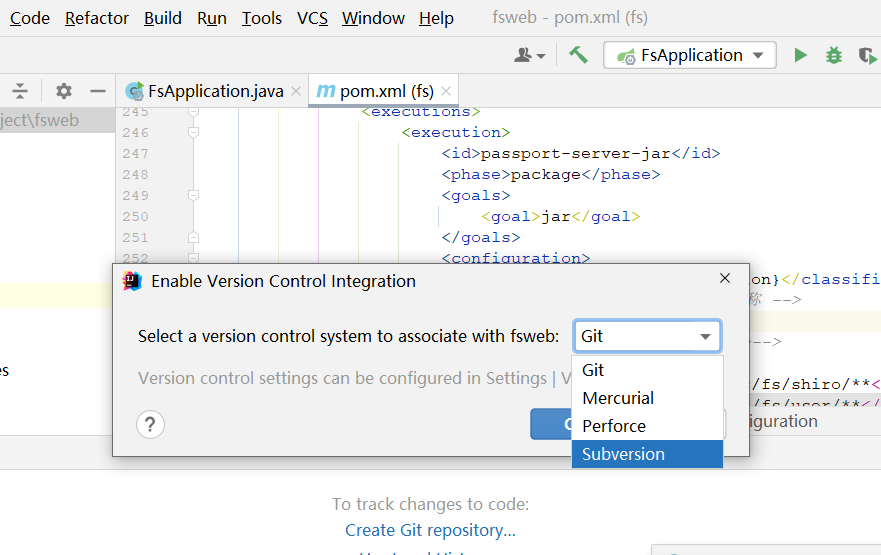 Code Refactor Build Run Tools VCS Window Help fsweb - pom.xml (fs)
FsApplication
FsApplication.java pom.xml (fs)
ject\fsweb
245 <executions>
246 <execution>
247 <id>passport-server-jar</id>
248 <phase>package</phase>
249 <goals>
250 <goal>jar</goal>
251 </goals>
252 <configuration>
Enable Version Control Integration
on}</classifi
称 -->
Select a version control system to associate with fsweb: Git
-->
Git
es
Version control settings can be configured in Settings | V
/fs/shiro/**<
Mercurial
/fs/user/**</
Perforce
iguration
?
Subversion
To track changes to code:
Create Git repository...